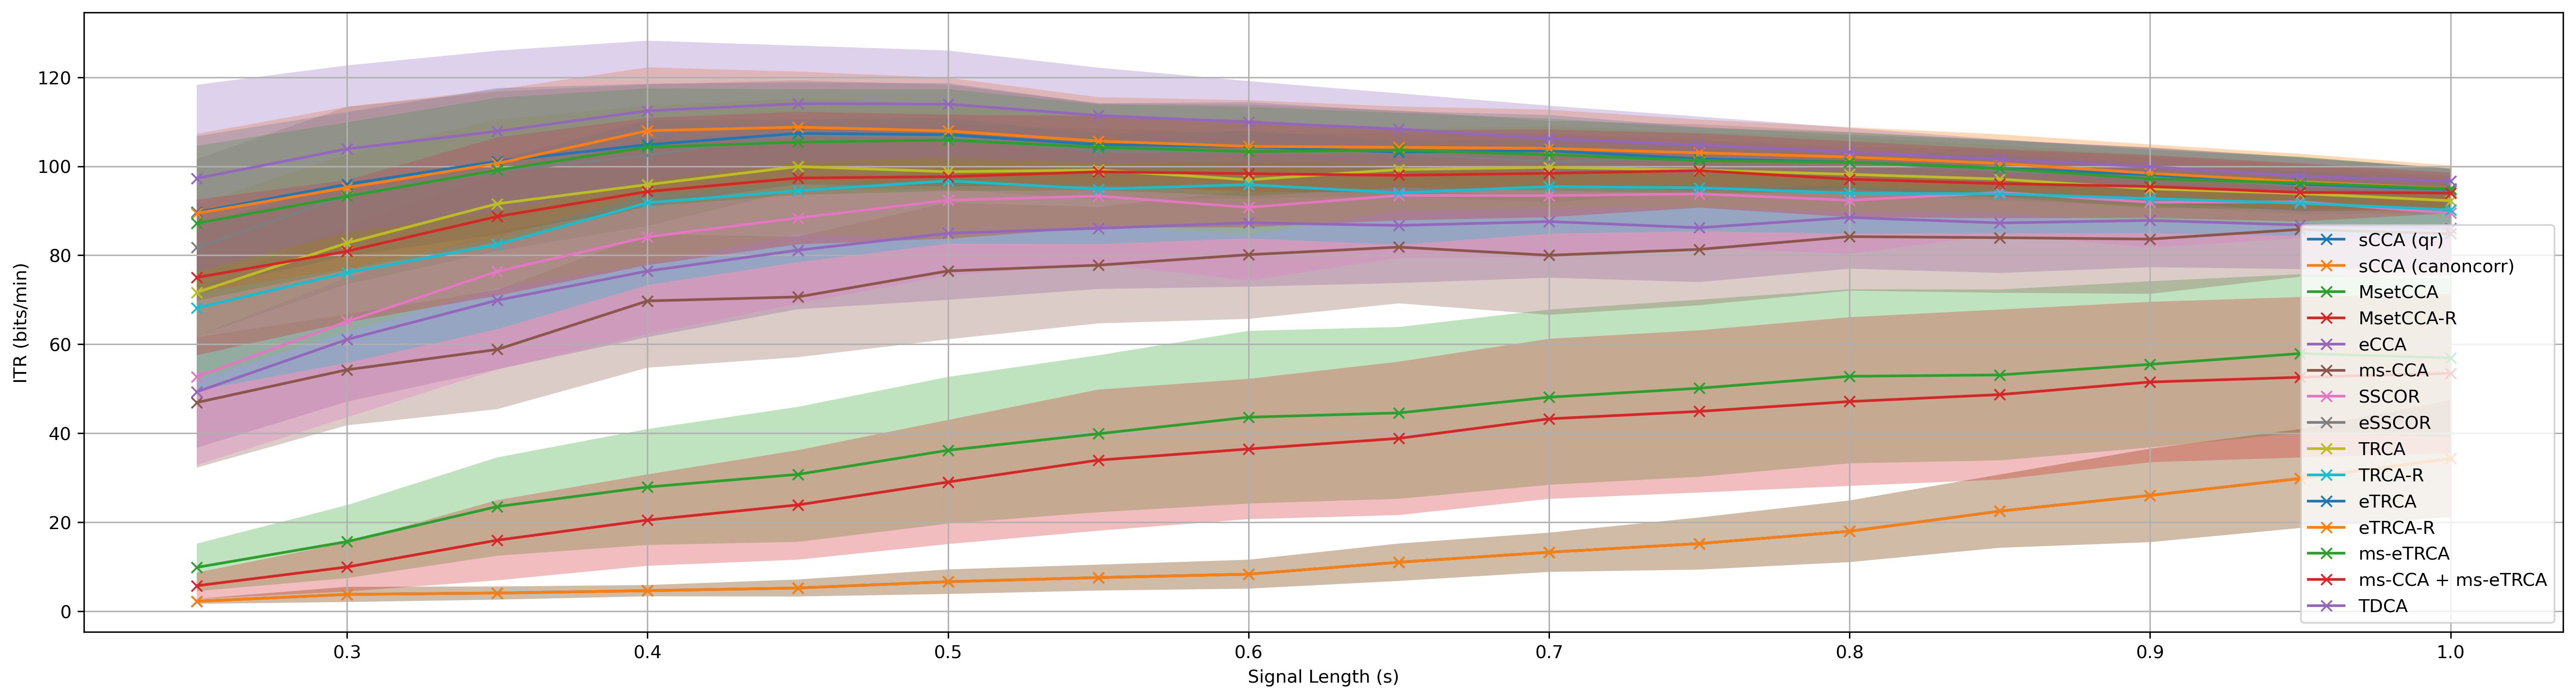 ITR (bits/min)
120
100
80
60
40
20
0
0.3
0.4
0.5
0.6
0.7
0.8
0.9
1.0
Signal Length (s)
sCCA (qr)
sCCA (canoncorr)
MsetCCA
MsetCCA-R
eCCA
ms-CCA
SSCOR
eSSCOR
TRCA
TRCA-R
eTRCA
eTRCA-R
ms-eTRCA
ms-CCA + ms-eTRCA
TDCA